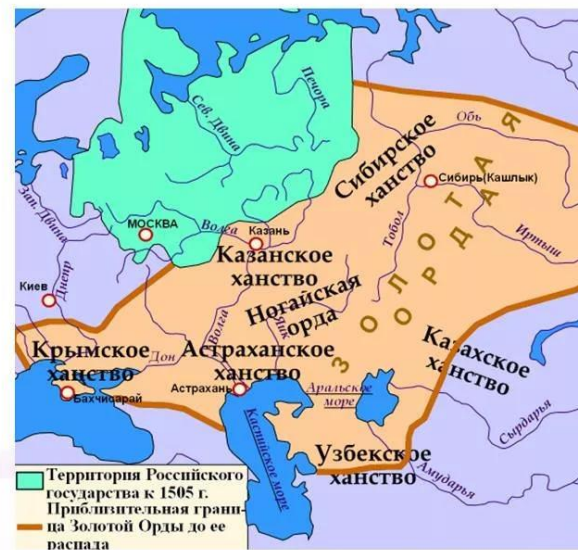 Печора
Сев. Двина
Обь
Сибирское
ханство
Сибирь(Кашлык)
ЗОЛОТАЯ
ОРДА
Зап. Двина
МОСКВА
Волга
Казань
Казанское
ханство
Тобол
Иртыш
Киев
Днепр
Ногайская
орда
Яик
Волга
Крымское
ханство
Дон
Астраханское
ханство
Казахское
ханство
Бахчисарай
Астрахань
Аральское
море
Каспийское море
Сырдарья
Узбекское
ханство
Амударья
Территория Российского
государства к 1505 г.
Приблизительная грани-
ца Золотой Орды до ее
распада